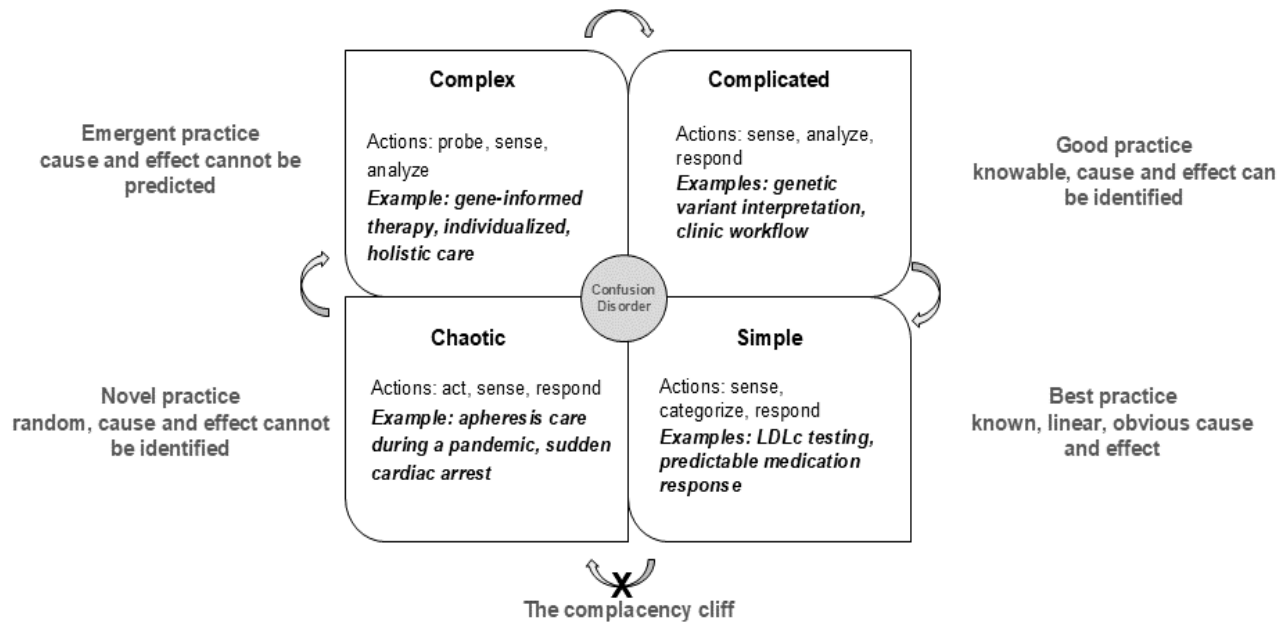 Complex
Actions: probe, sense,
analyze
Example: gene-informed
therapy, individualized,
holistic care
Complicated
Actions: sense, analyze,
respond
Examples: genetic
variant interpretation,
clinic workflow
Emergent practice
cause and effect cannot be
predicted
Good practice
knowable, cause and effect can
be identified
Confusion
Disorder
Chaotic
Actions: act, sense, respond
Example: apheresis care
during a pandemic, sudden
cardiac arrest
Simple
Actions: sense,
categorize, respond
Examples: LDLc testing,
predictable medication
response
Novel practice
random, cause and effect cannot
be identified
Best practice
known, linear, obvious cause
and effect
X
The complacency cliff